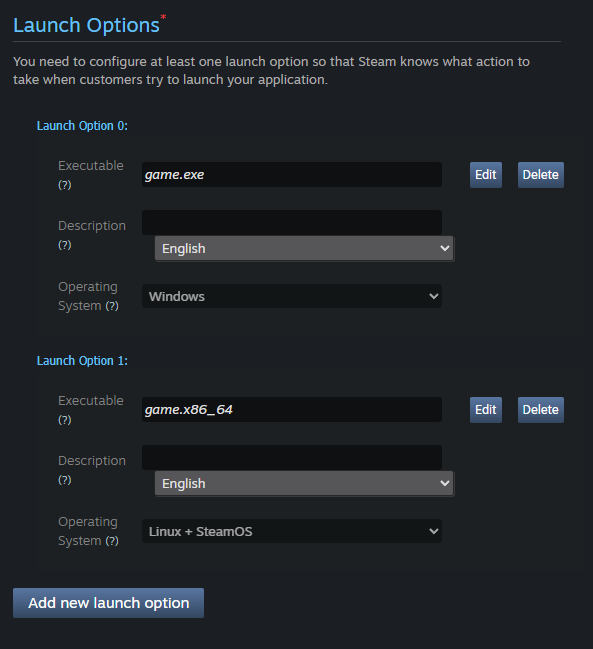 Launch Options*
You need to configure at least one launch option so that Steam knows what action to
take when customers try to launch your application.
Launch Option 0:
Executable
(?)
game.exe
Edit
Delete
Description
(?)
English
Operating
System (?)
Windows
Launch Option 1:
Executable
(?)
game.x86_64
Edit
Delete
Description
(?)
English
Operating
System (?)
Linux + SteamOS
Add new launch option